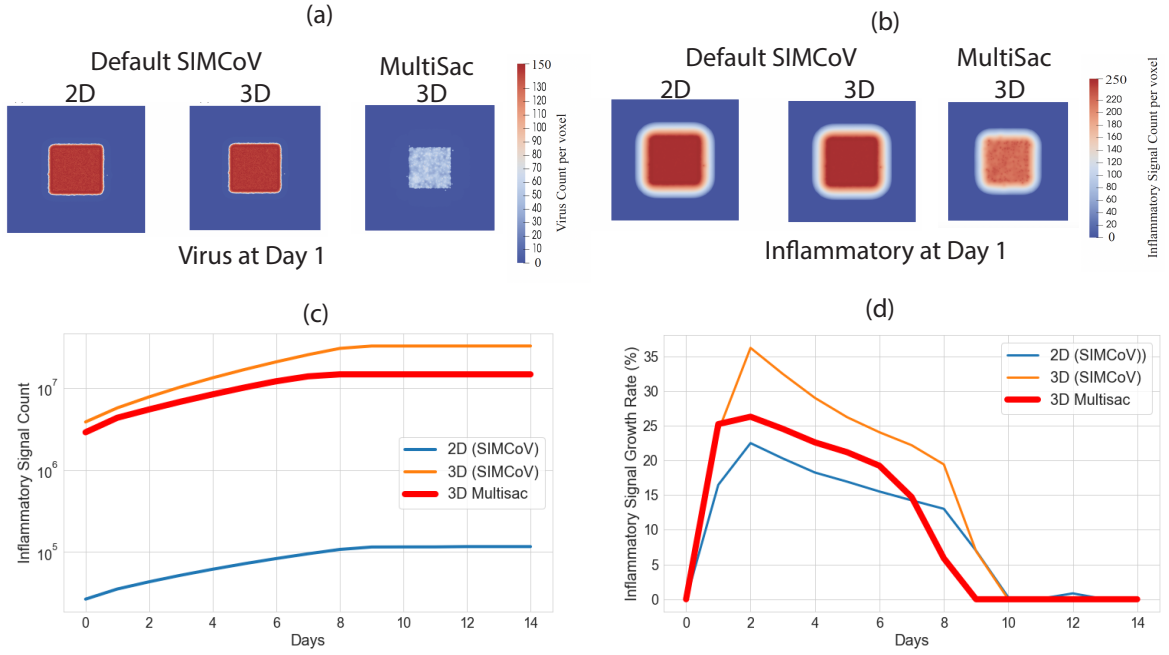 (a)
Default SIMCoV
MultiSac
2D
3D
3D
150
130
120
110
100
90
80
70
60
50
40
30
20
10
0
Virus Count per voxel
Virus at Day 1
(b)
Default SIMCoV
MultiSac
2D
3D
3D
250
220
200
180
160
140
120
100
80
60
40
20
0
Inflammatory Signal Count per voxel
Inflammatory at Day 1
(c)
Inflammatory Signal Count
10^7
10^6
10^5
2D (SIMCoV)
3D (SIMCoV)
3D Multisac
0 2 4 6 8 10 12 14
Days
(d)
Inflammatory Signal Growth Rate (%)
35
30
25
20
15
10
5
0
2D (SIMCoV))
3D (SIMCoV)
3D Multisac
0 2 4 6 8 10 12 14
Days